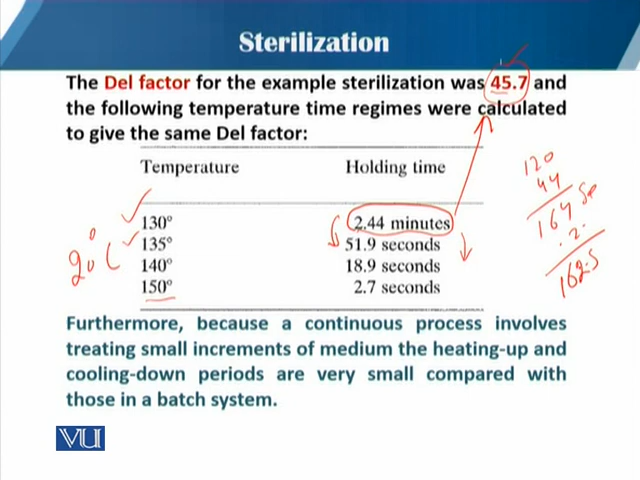 Sterilization
The Del factor for the example sterilization was 45.7 and
the following temperature time regimes were calculated
to give the same Del factor:
Temperature Holding time
130° 2.44 minutes
135° 51.9 seconds
140° 18.9 seconds
150° 2.7 seconds
20°C
120
44
164 Se
.2.
162.5
Furthermore, because a continuous process involves
treating small increments of medium the heating-up and
cooling-down periods are very small compared with
those in a batch system.
VU